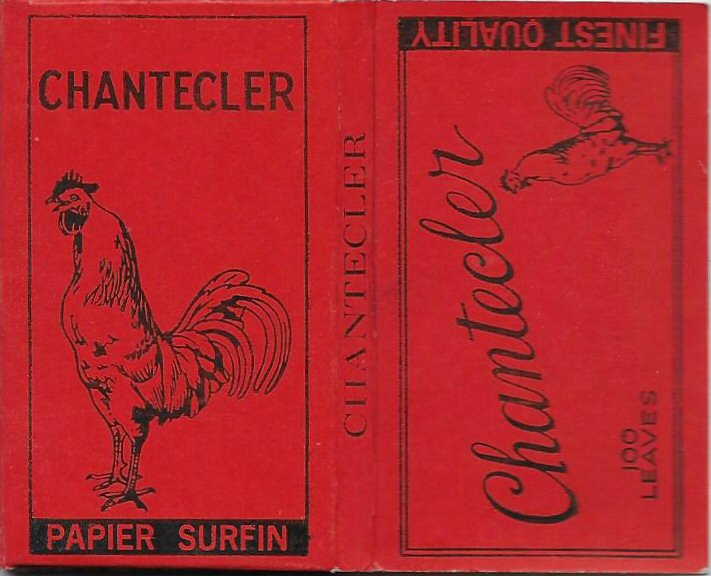 CHANTECLER
PAPIER SURFIN
CHANTECLER
FINEST QUALITY
Chantecler
100
LEAVES